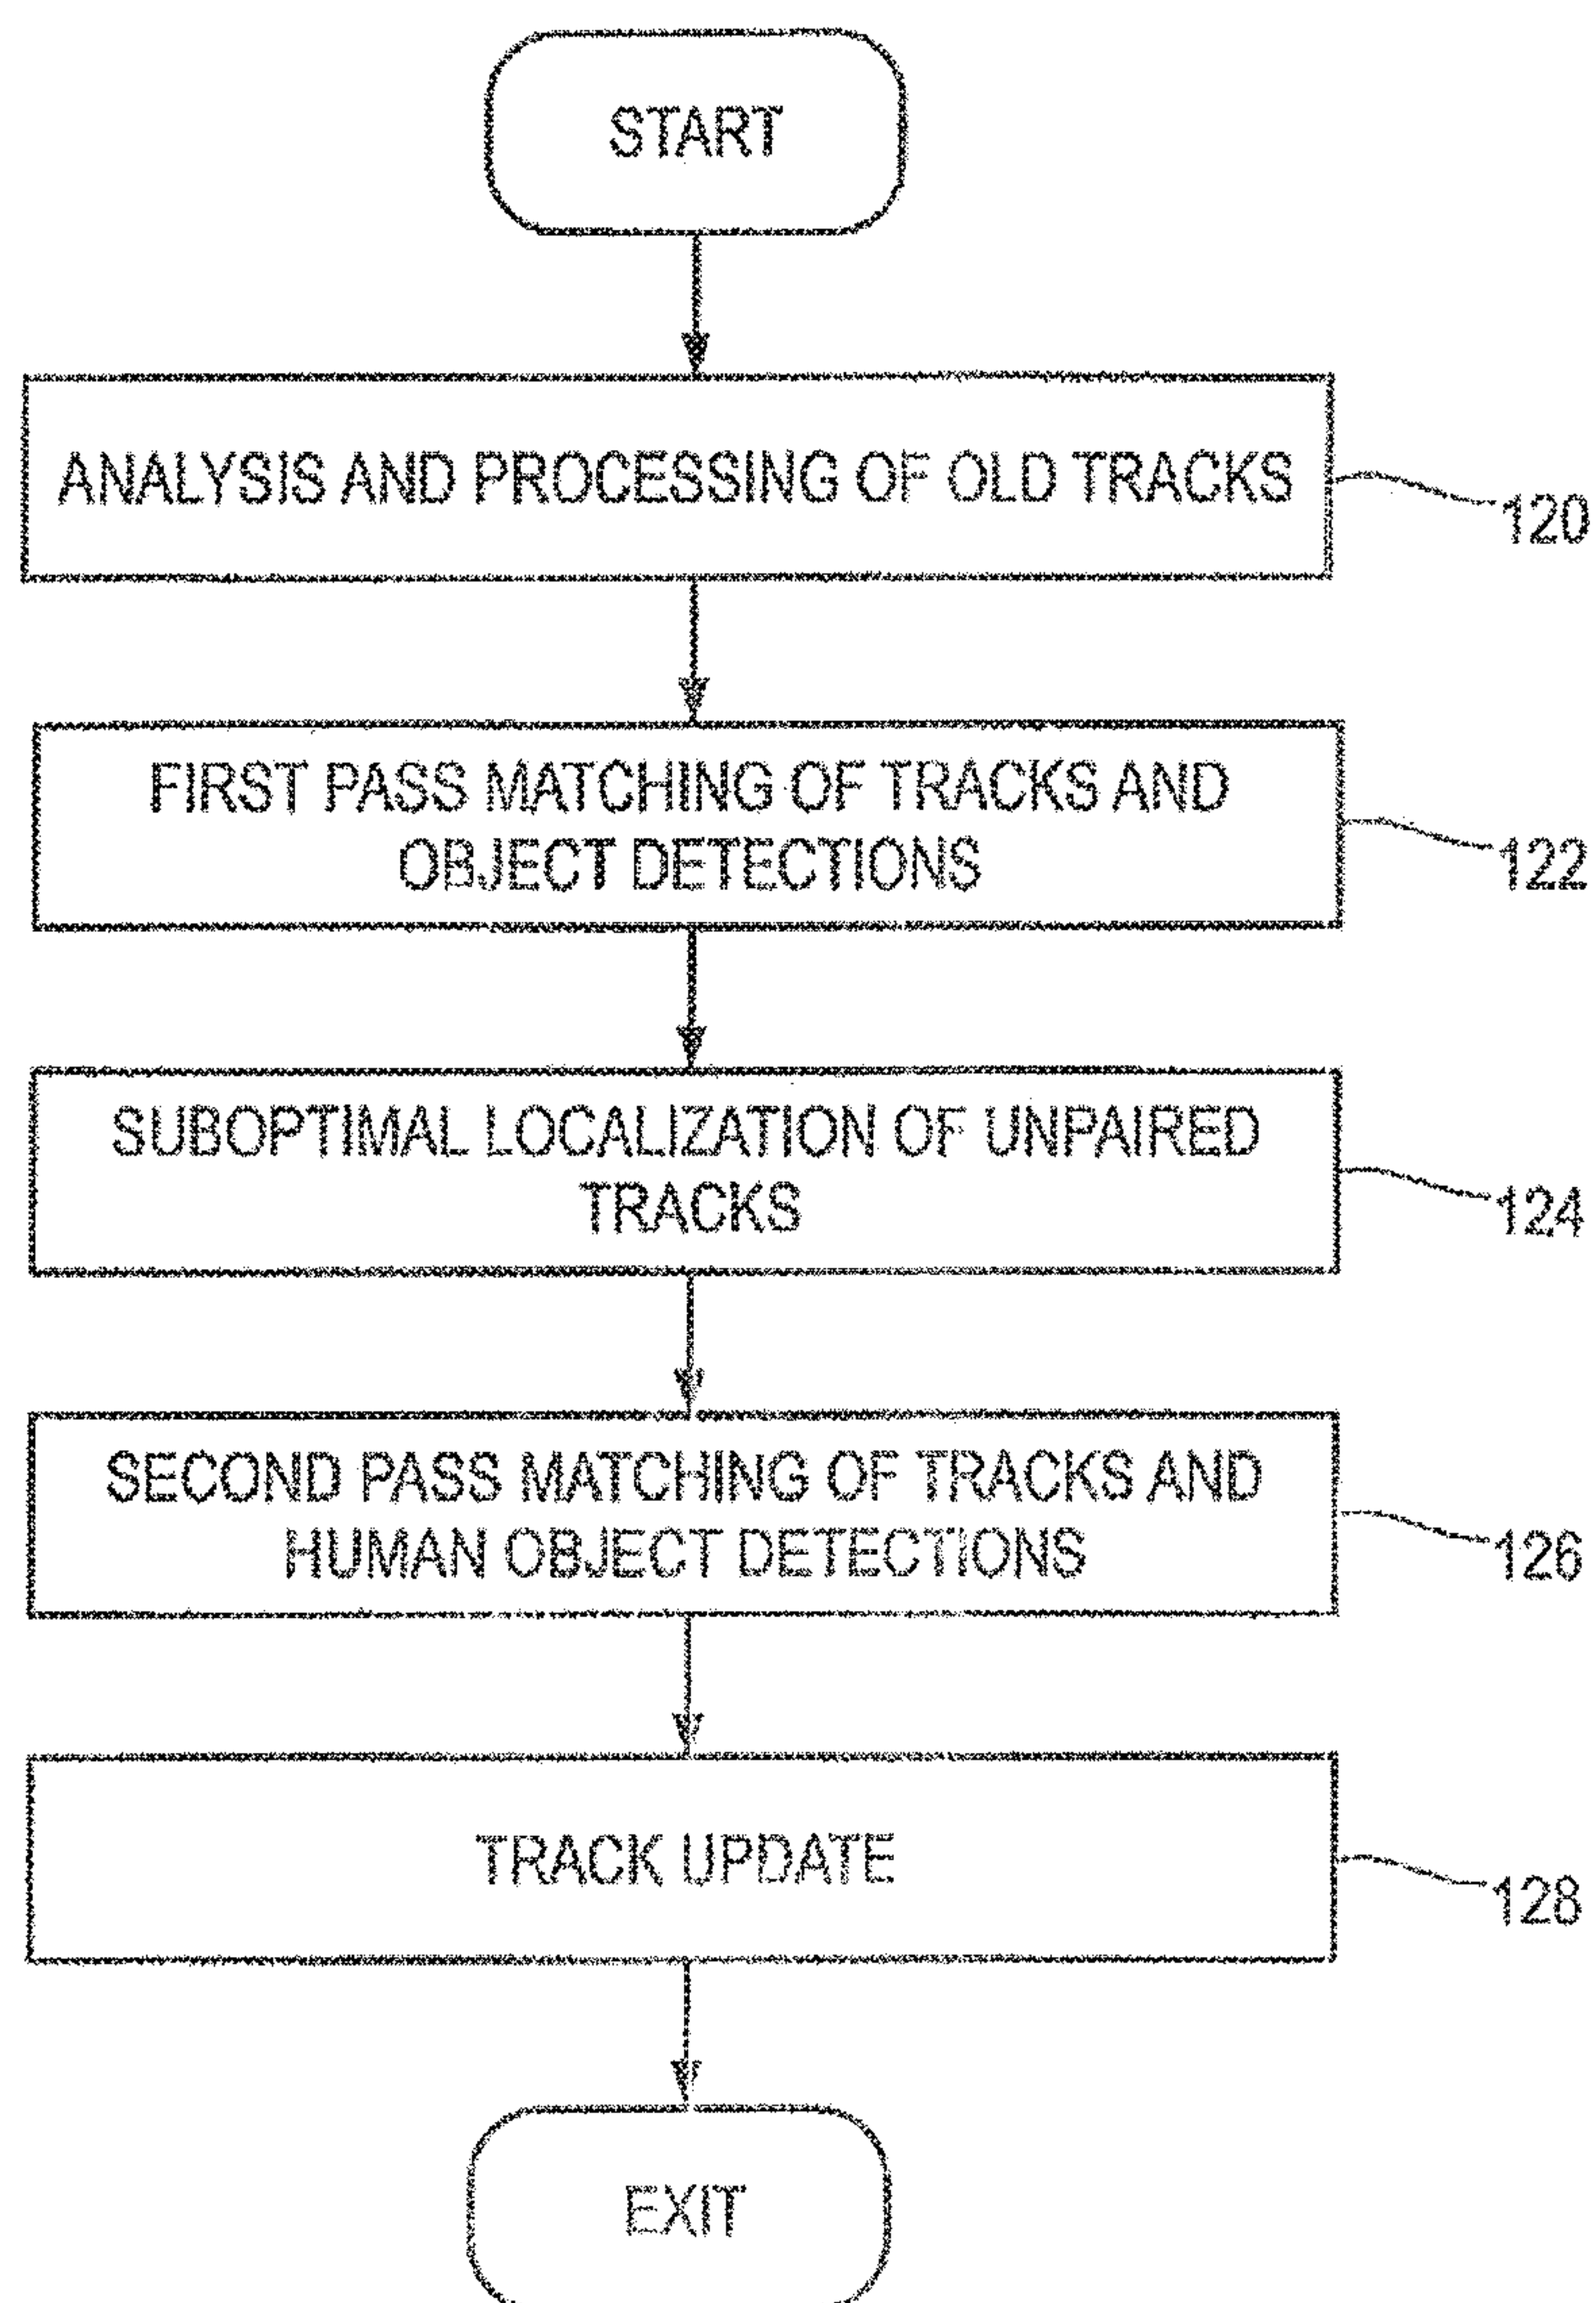 START
ANALYSIS AND PROCESSING OF OLD TRACKS
120
FIRST PASS MATCHING OF TRACKS AND
OBJECT DETECTIONS
122
SUBOPTIMAL LOCALIZATION OF UNPAIRED
TRACKS
124
SECOND PASS MATCHING OF TRACKS AND
HUMAN OBJECT DETECTIONS
126
TRACK UPDATE
128
EXIT